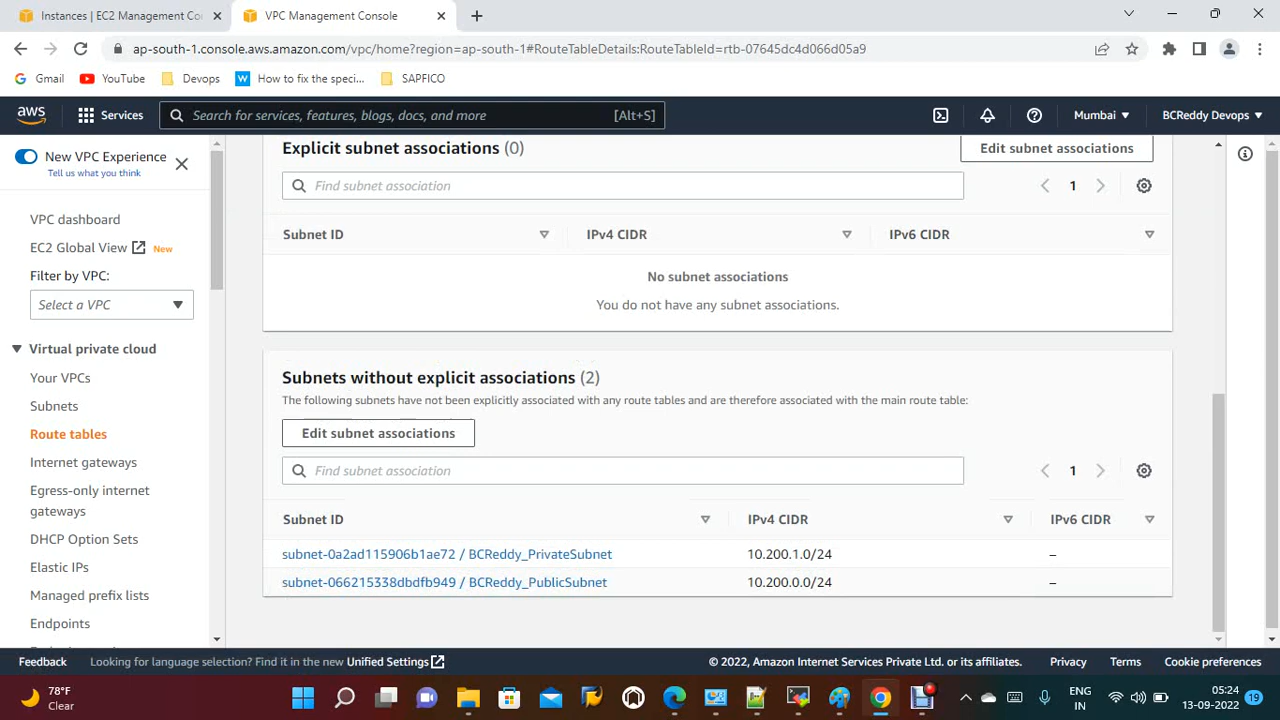 Instances | EC2 Management Con
VPC Management Console
ap-south-1.console.aws.amazon.com/vpc/home?region=ap-south-1#RouteTableDetails:RouteTableId=rtb-07645dc4d066d05a9
Gmail
YouTube
Devops
W
How to fix the speci...
SAPFICO
aws
Services
Search for services, features, blogs, docs, and more
[Alt+S]
Mumbai
BCReddy Devops
New VPC Experience
Tell us what you think
VPC dashboard
EC2 Global View
New
Filter by VPC:
Select a VPC
Virtual private cloud
Your VPCs
Subnets
Route tables
Internet gateways
Egress-only internet
gateways
DHCP Option Sets
Elastic IPs
Managed prefix lists
Endpoints
Explicit subnet associations (0)
Edit subnet associations
Find subnet association
1
Subnet ID
IPv4 CIDR
IPv6 CIDR
No subnet associations
You do not have any subnet associations.
Subnets without explicit associations (2)
The following subnets have not been explicitly associated with any route tables and are therefore associated with the main route table:
Edit subnet associations
Find subnet association
1
Subnet ID
IPv4 CIDR
IPv6 CIDR
subnet-0a2ad115906b1ae72 / BCReddy_PrivateSubnet
10.200.1.0/24
–
subnet-066215338dbdfb949 / BCReddy_PublicSubnet
10.200.0.0/24
–
Feedback
Looking for language selection? Find it in the new Unified Settings
© 2022, Amazon Internet Services Private Ltd. or its affiliates.
Privacy
Terms
Cookie preferences
78°F
Clear
ENG
IN
05:24
13-09-2022
19